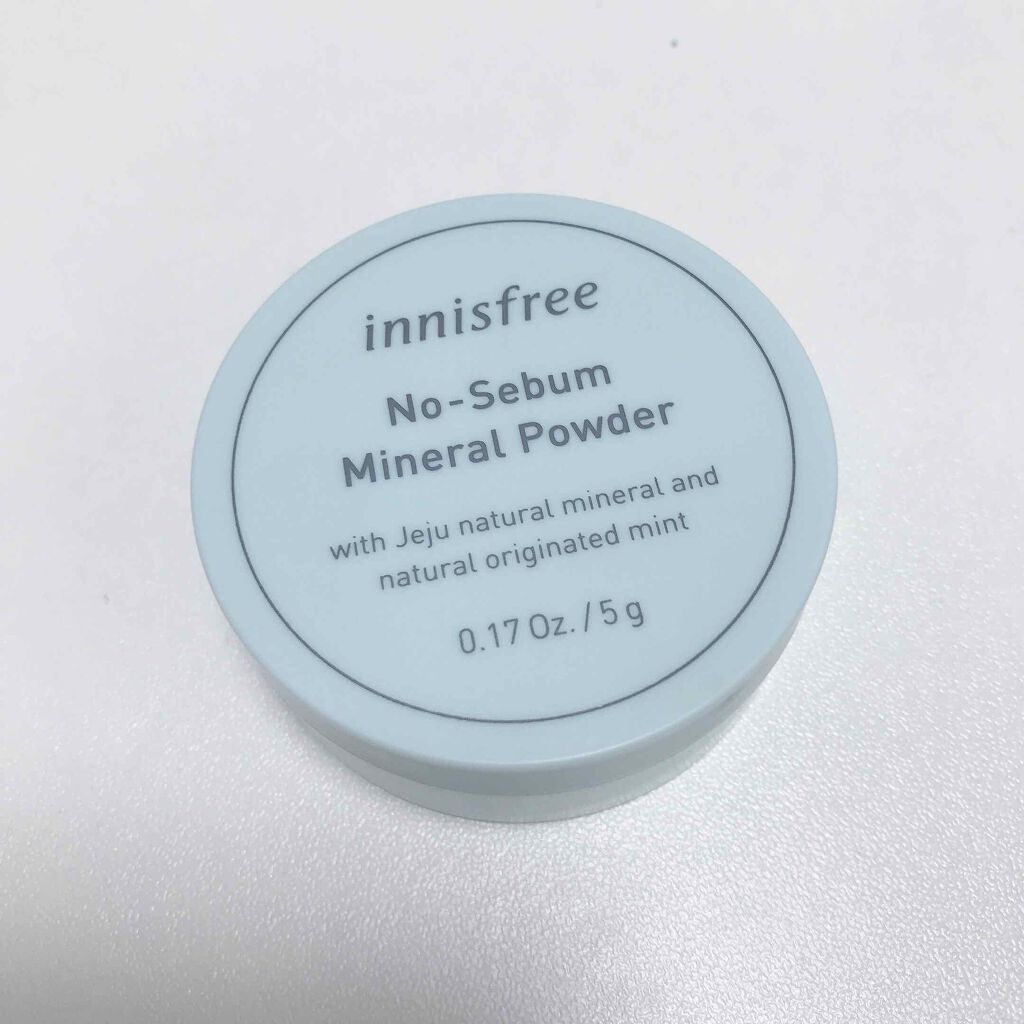 innisfree
No-Sebum
Mineral Powder
with Jeju natural mineral and
natural originated mint
0.17 Oz. / 5 g